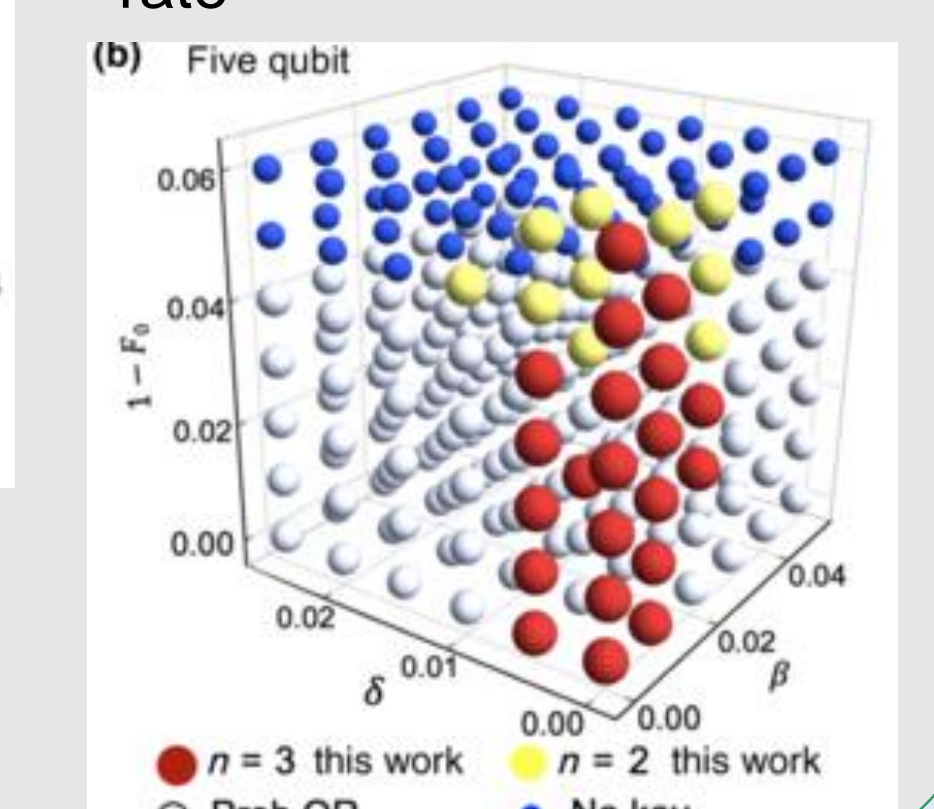 rate
(b) Five qubit
0.06
0.04
0.02
0.00
1 − F₀
0.02
0.01
0.00
δ
0.04
0.02
0.00
β
n = 3 this work
n = 2 this work